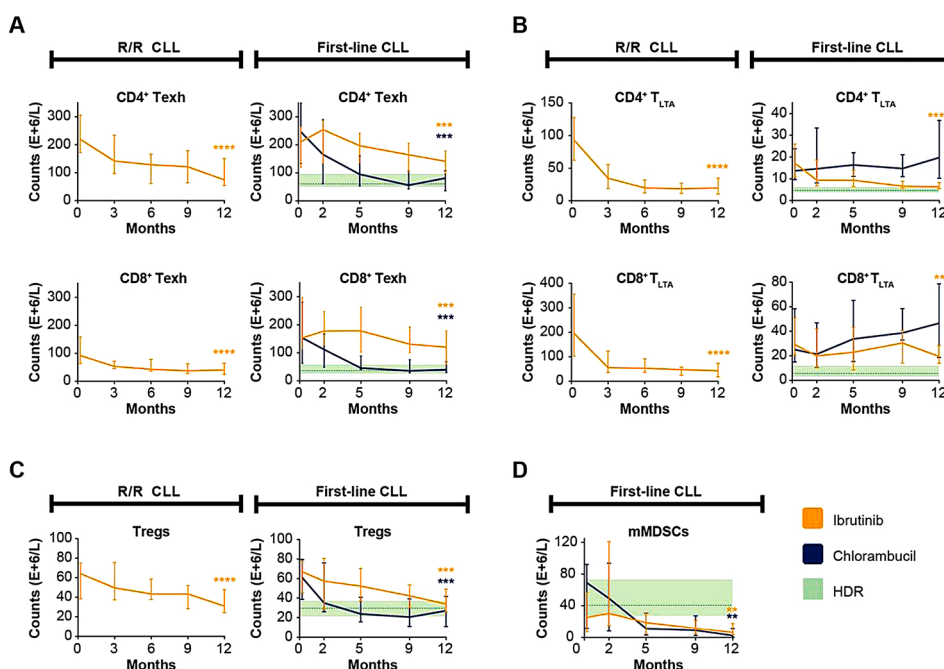 A
B
R/R CLL
First-line CLL
R/R CLL
First-line CLL
CD4+ Texh
CD4+ Texh
CD4+ TLTA
CD4+ TLTA
Counts (E+6/L)
300
200
100
0
****
0 3 6 9 12
Months
Counts (E+6/L)
300
200
100
0
***
***
0 2 5 9 12
Months
Counts (E+6/L)
150
100
50
0
****
0 3 6 9 12
Months
Counts (E+6/L)
40
30
20
10
0
0 2 5 9 12
Months
CD8+ Texh
CD8+ Texh
CD8+ TLTA
CD8+ TLTA
Counts (E+6/L)
300
200
100
0
****
0 3 6 9 12
Months
Counts (E+6/L)
300
200
100
0
***
***
0 2 5 9 12
Months
Counts (E+6/L)
400
300
200
100
0
****
0 3 6 9 12
Months
Counts (E+6/L)
80
60
40
20
0
0 2 5 9 12
Months
C
D
R/R CLL
First-line CLL
First-line CLL
Tregs
Tregs
mMDSCs
Counts (E+6/L)
100
80
60
40
20
0
****
0 3 6 9 12
Months
Counts (E+6/L)
100
80
60
40
20
0
***
***
0 2 5 9 12
Months
Counts (E+6/L)
120
80
40
0
**
**
0 2 5 9 12
Months
Ibrutinib
Chlorambucil
HDR